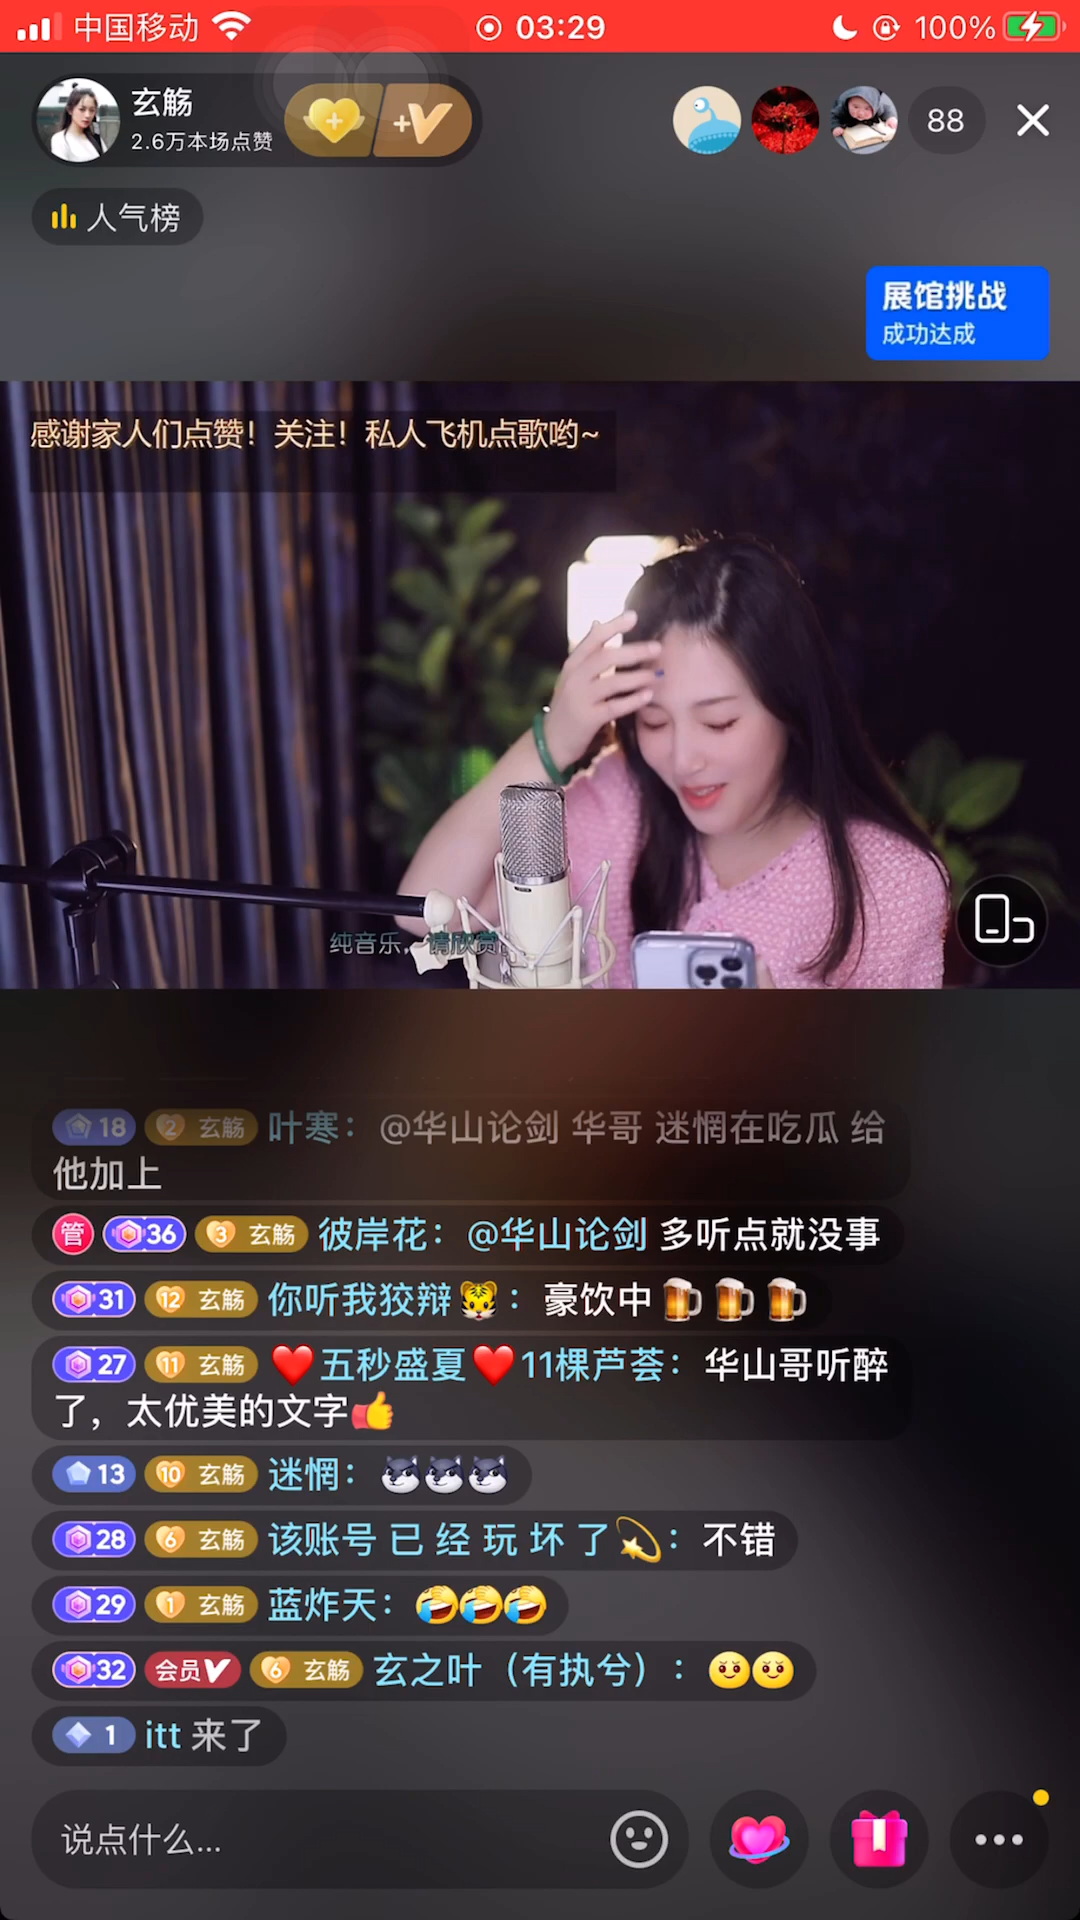 中国移动 03:29 100%
玄觞
2.6万本场点赞
+V
88
人气榜
展馆挑战
成功达成
感谢家人们点赞！关注！私人飞机点歌哟~
纯音乐，请欣赏
18 2 玄觞 叶寒：@华山论剑 华哥 迷惘在吃瓜 给
他加上
管 36 3 玄觞 彼岸花：@华山论剑 多听点就没事
31 12 玄觞 你听我狡辩🐯：豪饮中🍺🍺🍺
27 11 玄觞 ❤️五秒盛夏❤️11棵芦荟：华山哥听醉
了，太优美的文字👍
13 10 玄觞 迷惘：🐺🐺🐺
28 6 玄觞 该账号 已 经 玩 坏 了💫：不错
29 1 玄觞 蓝炸天：🤣🤣🤣
32 会员V 6 玄觞 玄之叶（有执兮）：🙂🙂
1 itt 来了
说点什么...